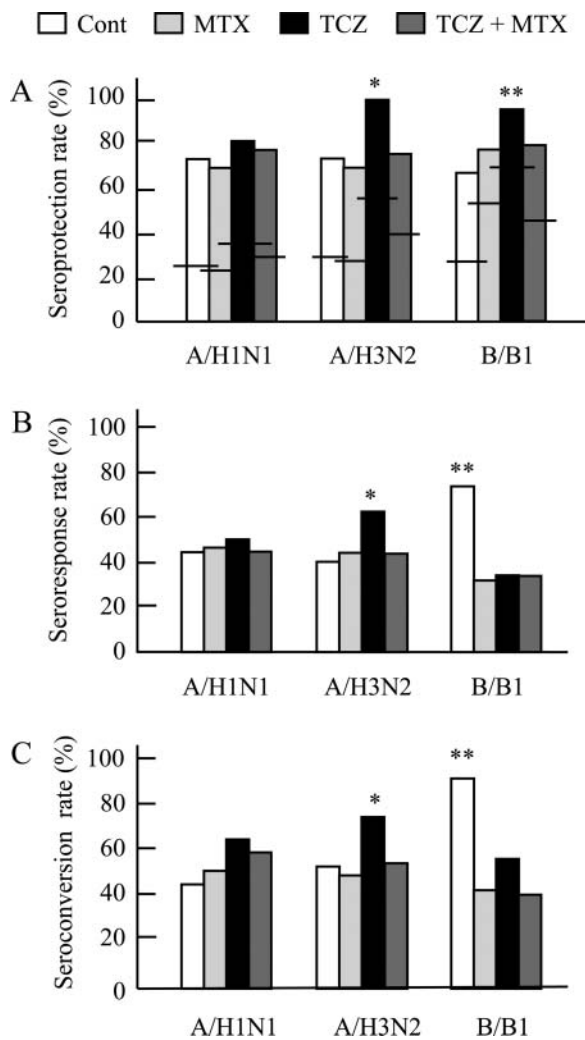 Cont MTX TCZ TCZ + MTX
A
Seroprotection rate (%)
100
80
60
40
20
0
* **
A/H1N1 A/H3N2 B/B1
B
Seroresponse rate (%)
100
80
60
40
20
0
* **
A/H1N1 A/H3N2 B/B1
C
Seroconversion rate (%)
100
80
60
40
20
0
* **
A/H1N1 A/H3N2 B/B1